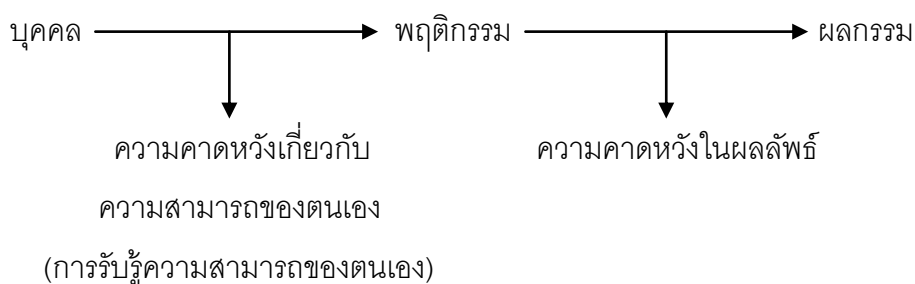 บุคคล พฤติกรรม ผลกรรม
ความคาดหวังเกี่ยวกับ ความคาดหวังในผลลัพธ์
ความสามารถของตนเอง
(การรับรู้ความสามารถของตนเอง)